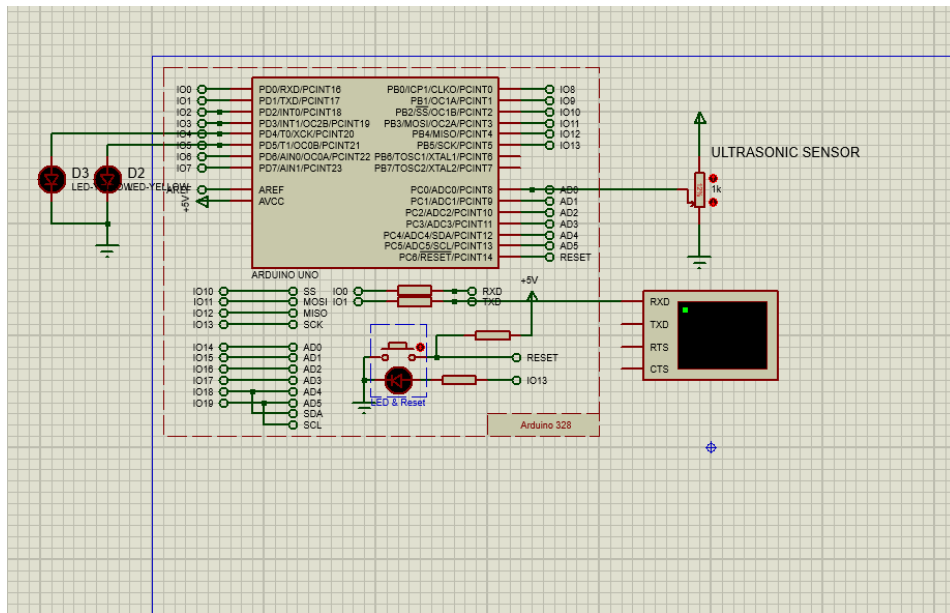 IO0 PD0/RXD/PCINT16 PB0/ICP1/CLKO/PCINT0 IO8
IO1 PD1/TXD/PCINT17 PB1/OC1A/PCINT1 IO9
IO2 PD2/INT0/PCINT18 PB2/SS/OC1B/PCINT2 IO10
IO3 PD3/INT1/OC2B/PCINT19 PB3/MOSI/OC2A/PCINT3 IO11
IO4 PD4/T0/XCK/PCINT20 PB4/MISO/PCINT4 IO12
IO5 PD5/T1/OC0B/PCINT21 PB5/SCK/PCINT5 IO13
IO6 PD6/AIN0/OC0A/PCINT22 PB6/TOSC1/XTAL1/PCINT6
IO7 PD7/AIN1/PCINT23 PB7/TOSC2/XTAL2/PCINT7
ULTRASONIC SENSOR
D3 D2
LED-YELLOW
AREF AREF PC0/ADC0/PCINT8 AD0
1k
+5V AVCC PC1/ADC1/PCINT9 AD1
PC2/ADC2/PCINT10 AD2
PC3/ADC3/PCINT11 AD3
PC4/ADC4/SDA/PCINT12 AD4
PC5/ADC5/SCL/PCINT13 AD5
PC6/RESET/PCINT14 RESET
ARDUINO UNO
+5V
IO10 SS IO0 RXD
IO11 MOSI IO1 TXD
IO12 MISO
IO13 SCK
RXD
TXD
RTS
CTS
IO14 AD0
IO15 AD1
IO16 AD2
IO17 AD3
IO18 AD4
IO19 AD5
SDA
SCL
RESET
IO13
LED & Reset
Arduino 328